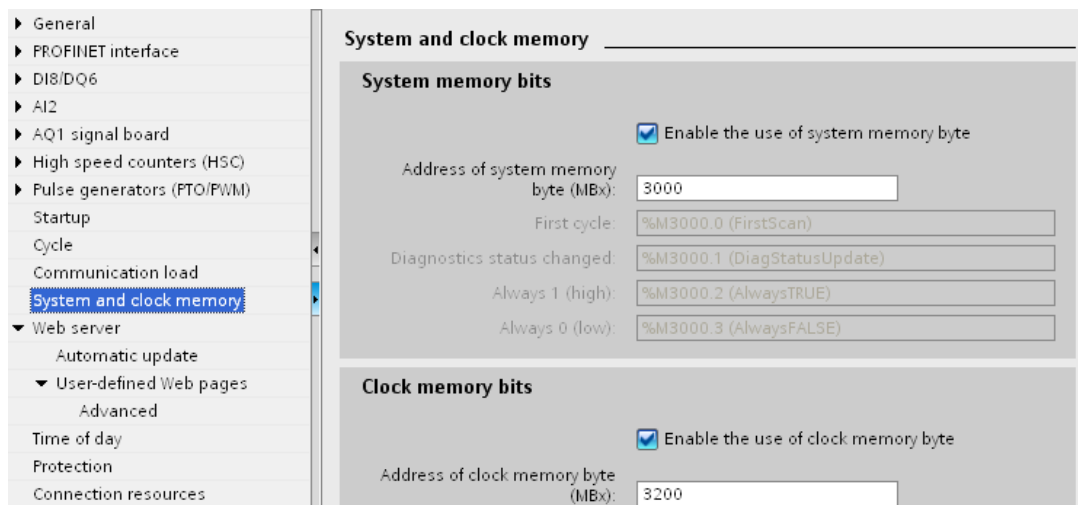 General
PROFINET interface
DI8/DQ6
AI2
AQ1 signal board
High speed counters (HSC)
Pulse generators (PTO/PWM)
Startup
Cycle
Communication load
System and clock memory
Web server
Automatic update
User-defined Web pages
Advanced
Time of day
Protection
Connection resources
System and clock memory
System memory bits
Enable the use of system memory byte
Address of system memory
byte (MBx): 3000
First cycle: %M3000.0 (FirstScan)
Diagnostics status changed: %M3000.1 (DiagStatusUpdate)
Always 1 (high): %M3000.2 (AlwaysTRUE)
Always 0 (low): %M3000.3 (AlwaysFALSE)
Clock memory bits
Enable the use of clock memory byte
Address of clock memory byte
(MBx): 3200